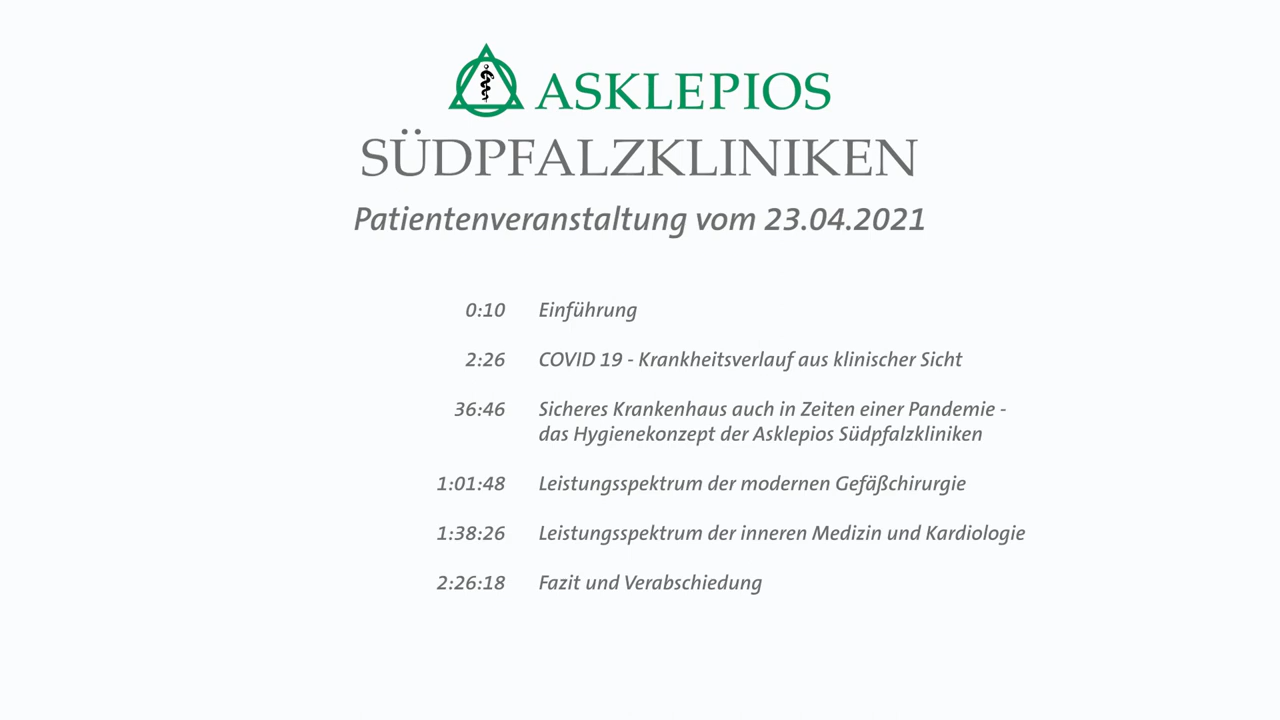 ASKLEPIOS
SÜDPFALZKLINIKEN
Patientenveranstaltung vom 23.04.2021
0:10 Einführung
2:26 COVID 19 - Krankheitsverlauf aus klinischer Sicht
36:46 Sicheres Krankenhaus auch in Zeiten einer Pandemie -
das Hygienekonzept der Asklepios Südpfalzkliniken
1:01:48 Leistungsspektrum der modernen Gefäßchirurgie
1:38:26 Leistungsspektrum der inneren Medizin und Kardiologie
2:26:18 Fazit und Verabschiedung